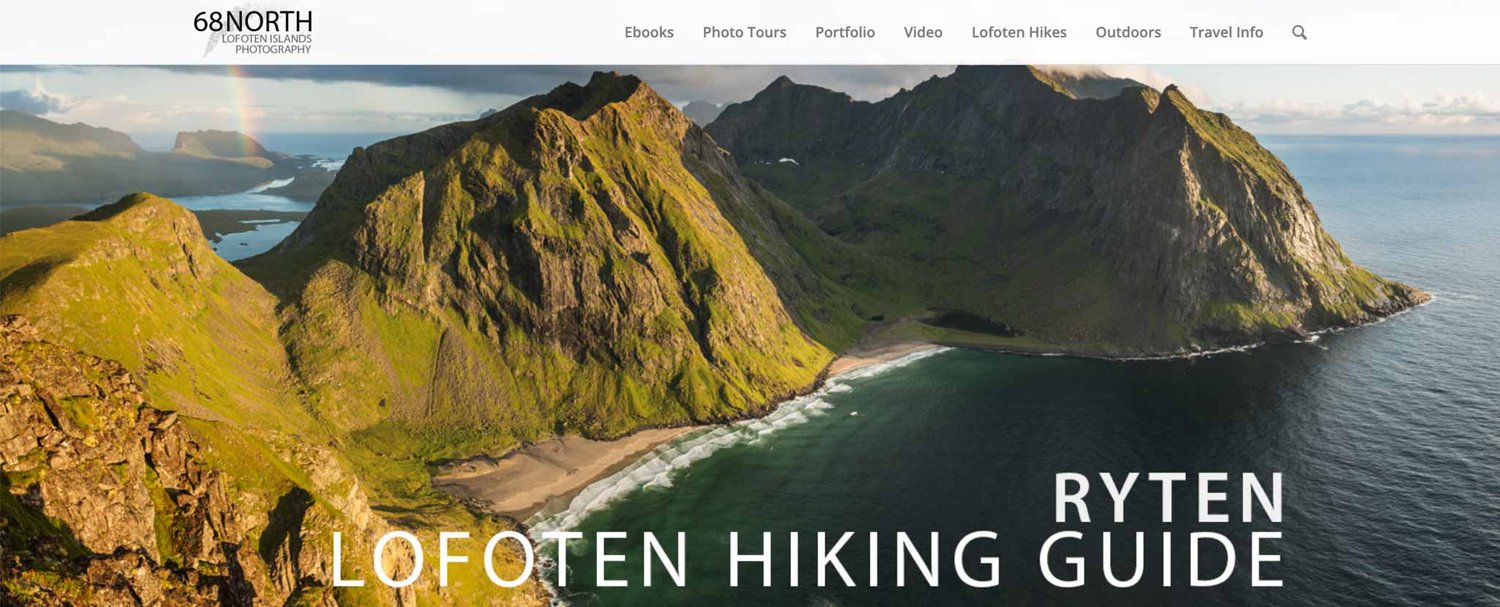 68NORTH
LOFOTEN ISLANDS
PHOTOGRAPHY
Ebooks Photo Tours Portfolio Video Lofoten Hikes Outdoors Travel Info
RYTEN
LOFOTEN HIKING GUIDE